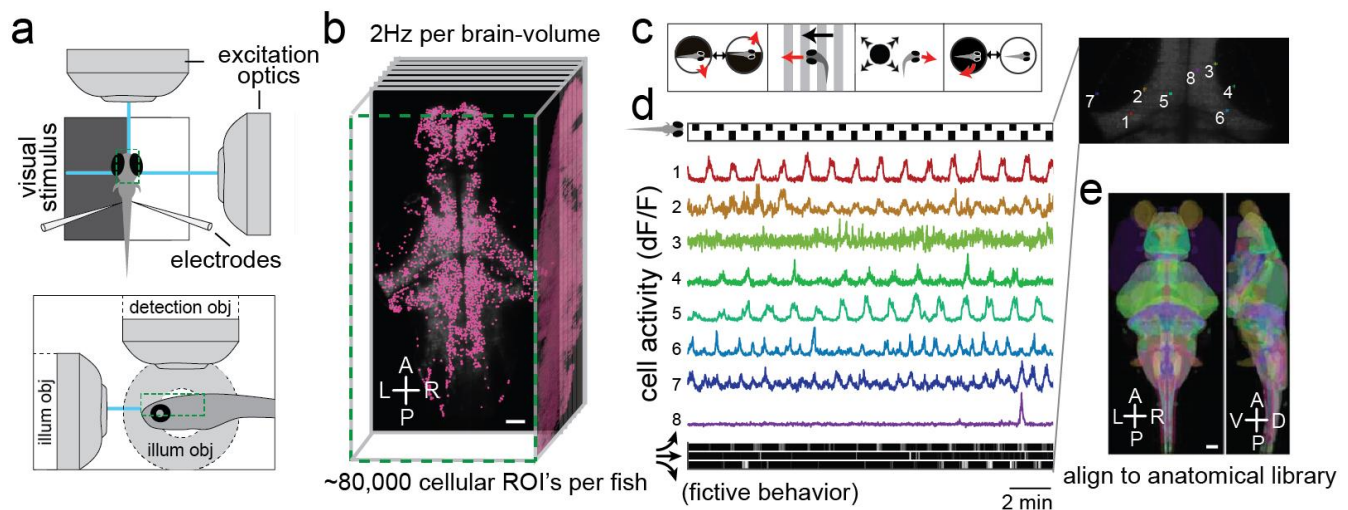 a
excitation
optics
visual
stimulus
electrodes
detection obj
illum obj
illum obj
b
2Hz per brain-volume
A
L R
P
~80,000 cellular ROI's per fish
c
d
cell activity (dF/F)
1
2
3
4
5
6
7
8
(fictive behavior)
2 min
3
8
2
4
7
5
6
1
e
A
L R
P
A
V D
P
align to anatomical library